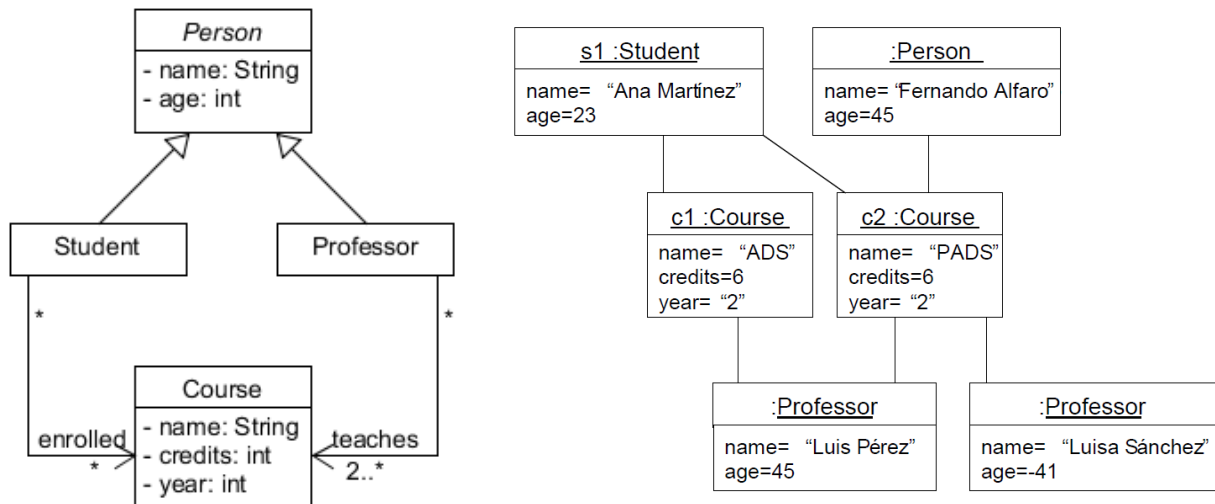 Person
- name: String
- age: int
Student
Professor
*
*
Course
- name: String
- credits: int
- year: int
enrolled
*
teaches
2..*
s1 :Student
name= “Ana Martínez”
age=23
:Person
name= “Fernando Alfaro”
age=45
c1 :Course
name= “ADS”
credits=6
year= “2”
c2 :Course
name= “PADS”
credits=6
year= “2”
:Professor
name= “Luis Pérez”
age=45
:Professor
name= “Luisa Sánchez”
age=-41